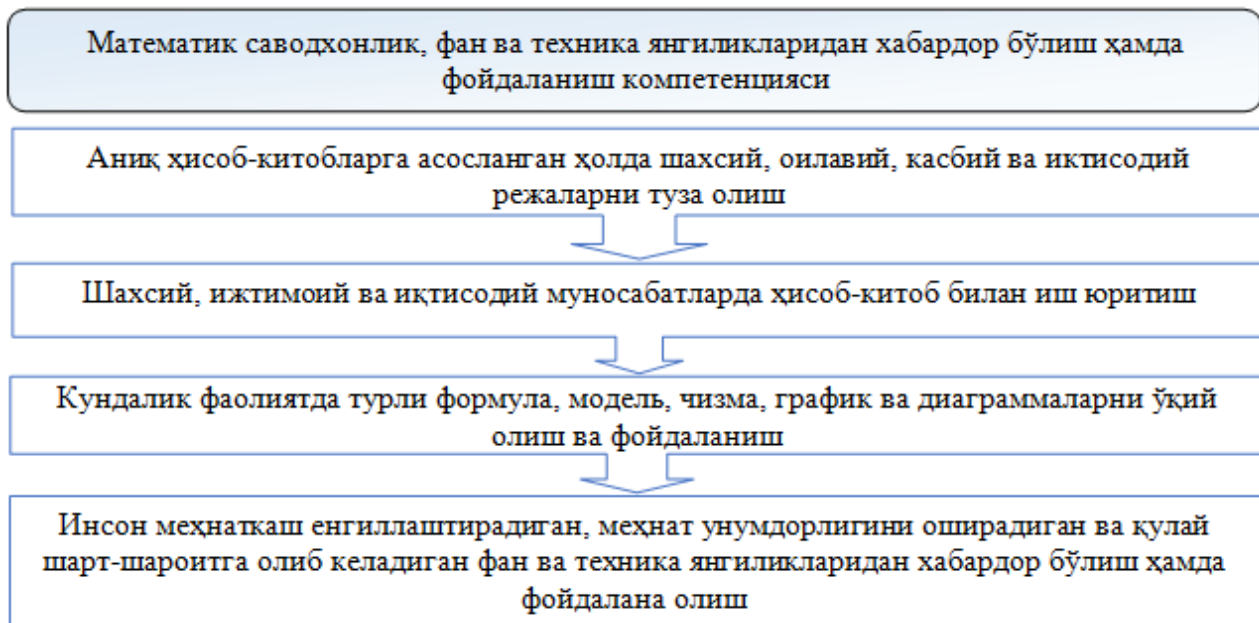 Математик саводхонлик, фан ва техника янгиликларидан хабардор бўлиш ҳамда
фойдаланиш компетенцияси
Аниқ ҳисоб-китобларга асосланган ҳолда шахсий, оилавий, касбий ва иктисодий
режаларни туза олиш
Шахсий, ижтимоий ва иқтисодий муносабатларда ҳисоб-китоб билан иш юритиш
Кундалик фаолиятда турли формула, модель, чизма, график ва диаграммаларни ўқий
олиш ва фойдаланиш
Инсон меҳнаткаш енгиллаштирадиган, меҳнат унумдорлигини оширадиган ва қулай
шарт-шароитга олиб келадиган фан ва техника янгиликларидан хабардор бўлиш ҳамда
фойдалана олиш